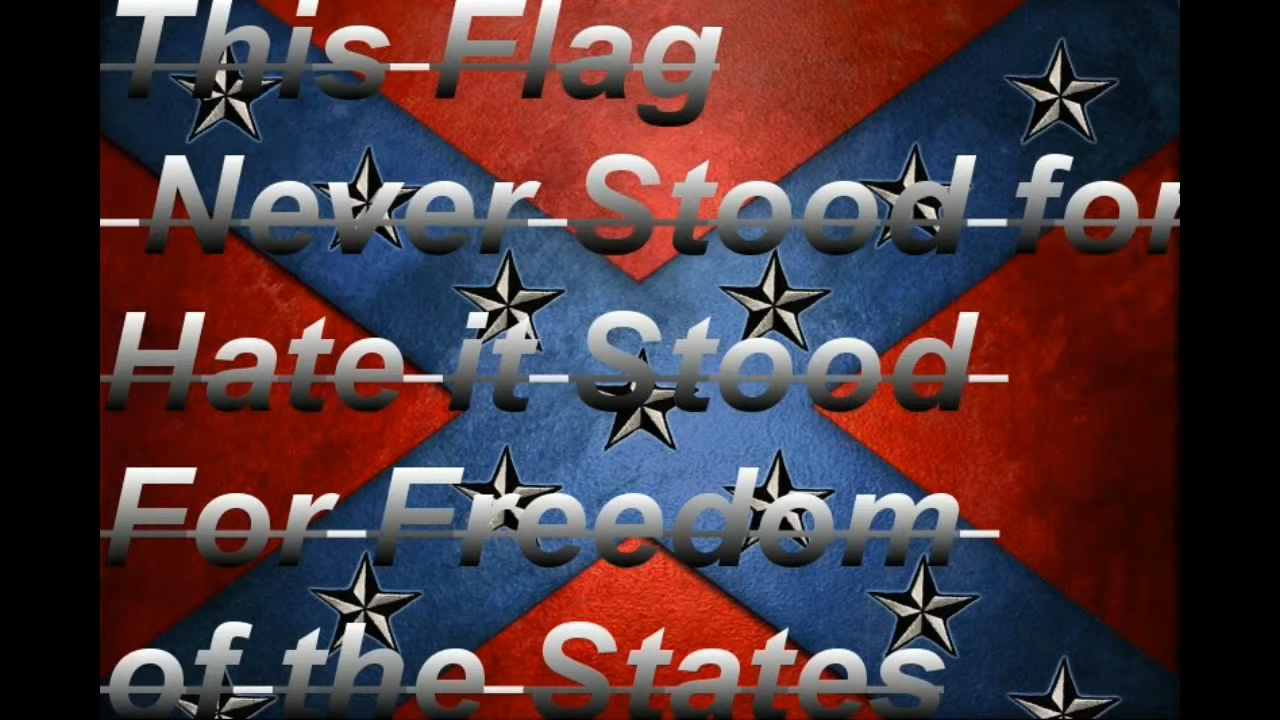 This Flag
Never Stood for
Hate it Stood
For Freedom
of the States